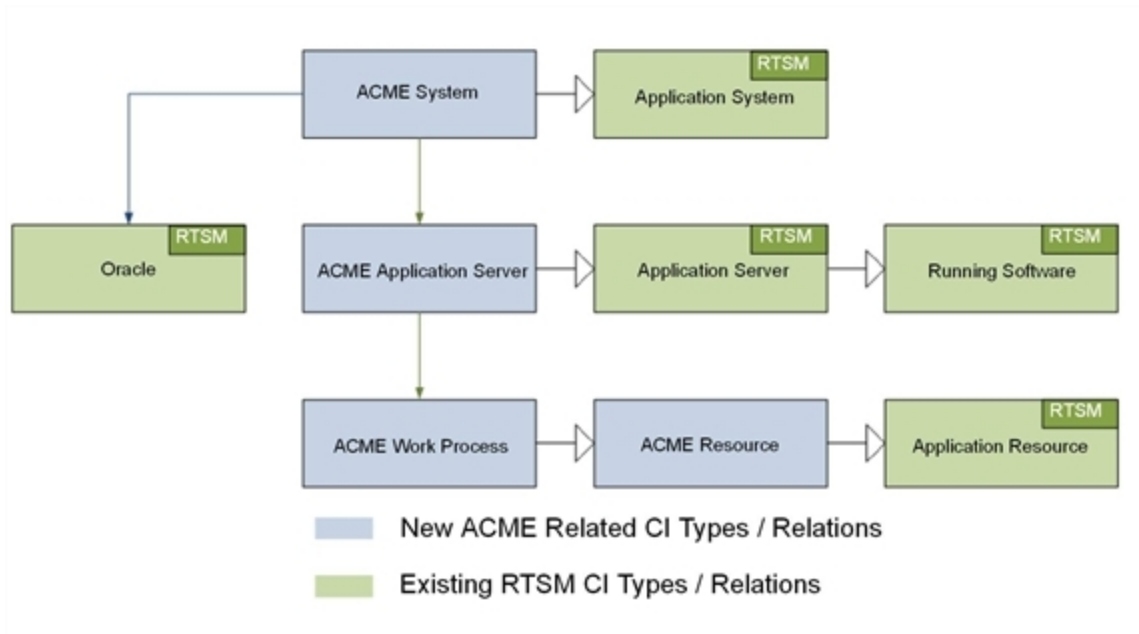 RTSM
ACME System
Application System
RTSM
Oracle
ACME Application Server
RTSM
Application Server
RTSM
Running Software
ACME Work Process
ACME Resource
RTSM
Application Resource
New ACME Related CI Types / Relations
Existing RTSM CI Types / Relations